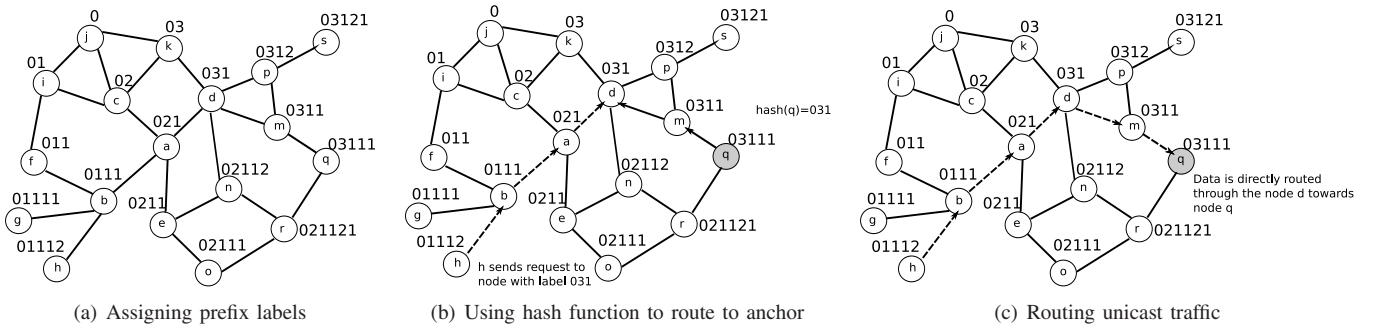 0
03
03121
j
k
s
01
0312
02
031
p
i
c
d
0311
021
m
011
a
03111
f
0111
q
02112
01111
b
n
0211
g
e
r
021121
01112
02111
h
o
(a) Assigning prefix labels
0
03
03121
j
k
s
01
0312
02
031
p
i
c
d
0311
hash(q)=031
021
m
011
a
03111
f
0111
q
02112
01111
b
n
0211
g
e
r
021121
01112
02111
h
o
h sends request to
node with label 031
(b) Using hash function to route to anchor
0
03
03121
j
k
s
01
0312
02
031
p
i
c
d
0311
021
m
011
a
03111
f
0111
q
02112
Data is directly routed
through the node d towards
node q
01111
b
n
0211
g
e
r
021121
01112
02111
h
o
(c) Routing unicast traffic